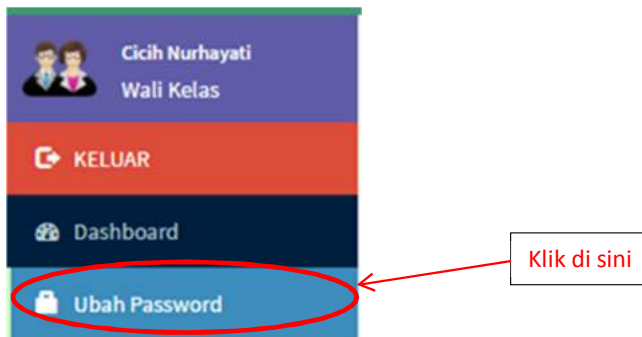 Cicih Nurhayati
Wali Kelas
KELUAR
Dashboard
Ubah Password
Klik di sini